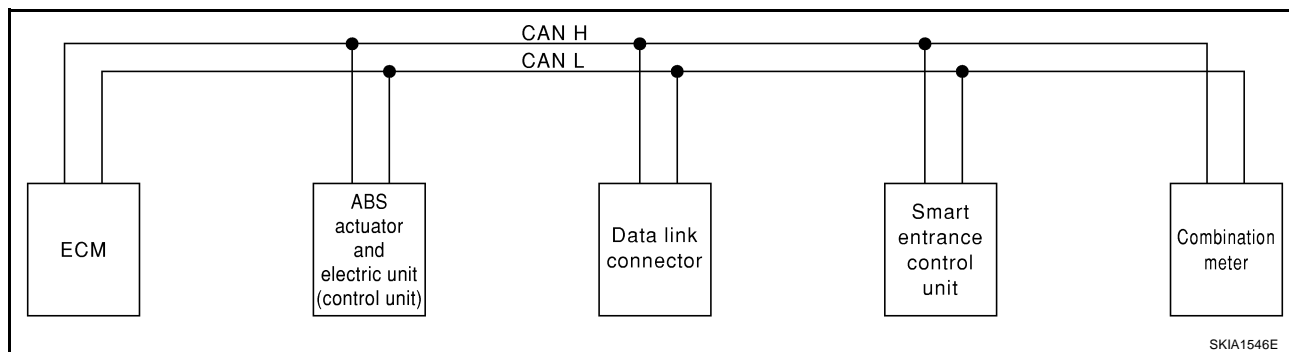 CAN H
CAN L
ECM
ABS
actuator
and
electric unit
(control unit)
Data link
connector
Smart
entrance
control
unit
Combination
meter
SKIA1546E